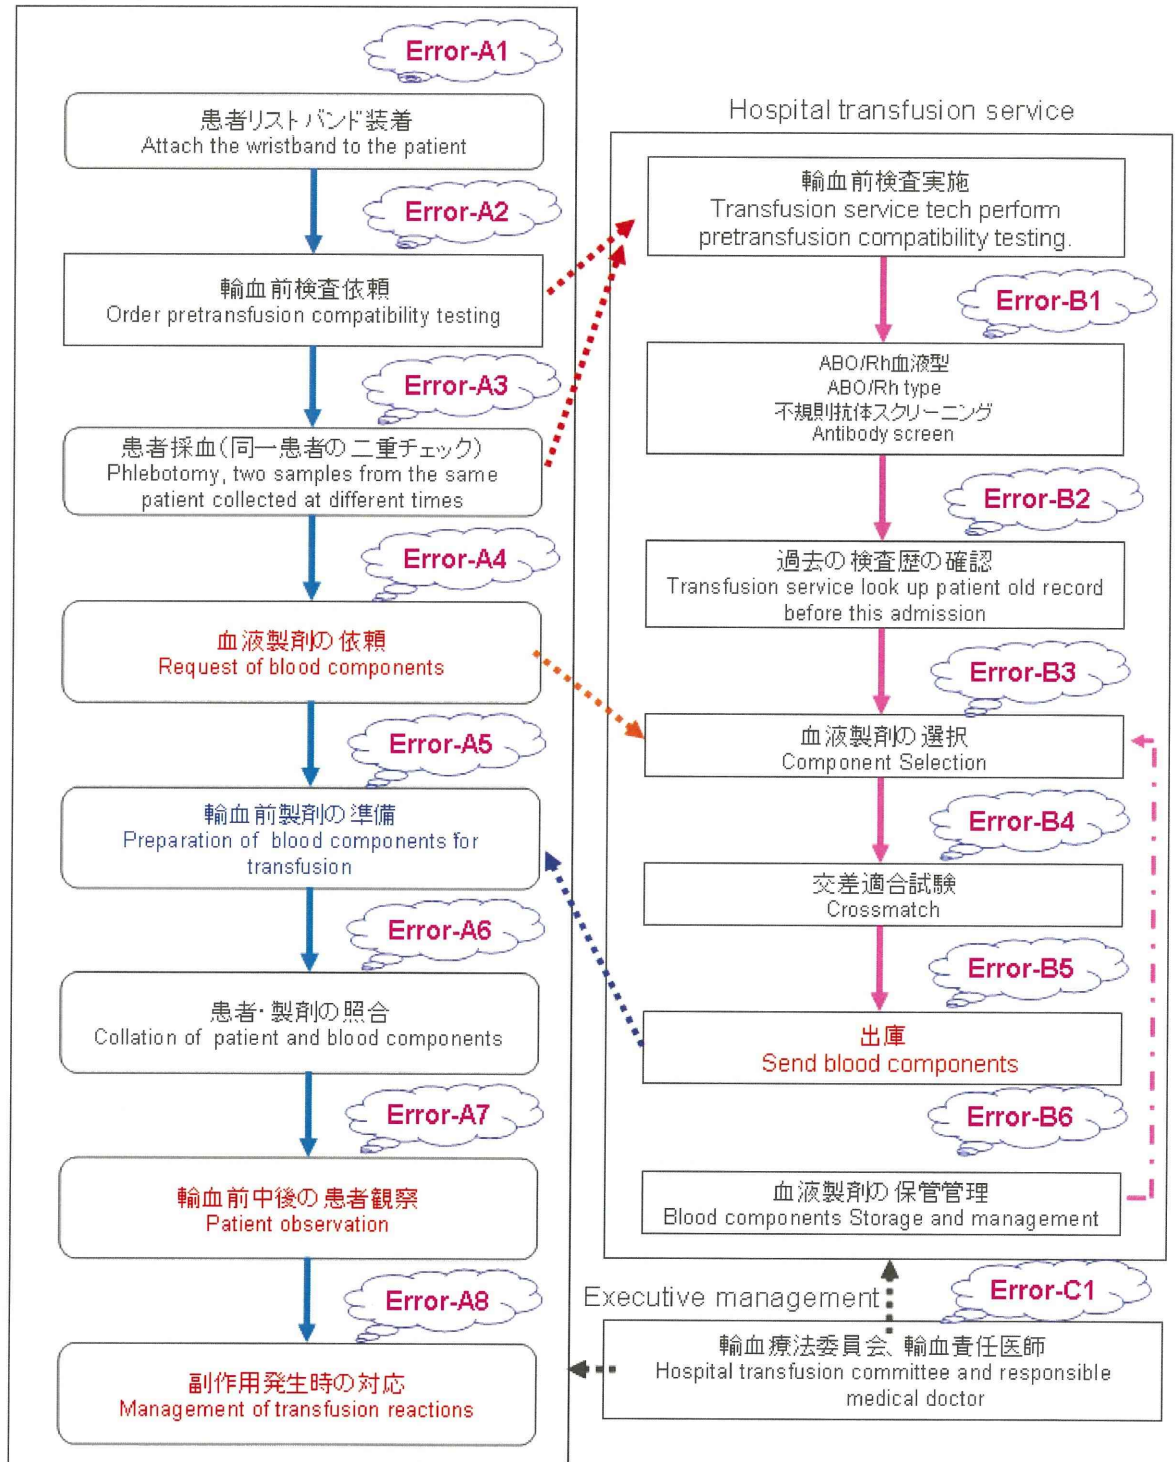 Error-A1
患者リストバンド装着
Attach the wristband to the patient
Error-A2
輸血前検査依頼
Order pretransfusion compatibility testing
Error-A3
患者採血(同一患者の二重チェック)
Phlebotomy, two samples from the same
patient collected at different times
Error-A4
血液製剤の依頼
Request of blood components
Error-A5
輸血前製剤の準備
Preparation of blood components for
transfusion
Error-A6
患者・製剤の照合
Collation of patient and blood components
Error-A7
輸血前中後の患者観察
Patient observation
Error-A8
副作用発生時の対応
Management of transfusion reactions
Hospital transfusion service
輸血前検査実施
Transfusion service tech perform
pretransfusion compatibility testing.
Error-B1
ABO/Rh血液型
ABO/Rh type
不規則抗体スクリーニング
Antibody screen
Error-B2
過去の検査歴の確認
Transfusion service look up patient old record
before this admission
Error-B3
血液製剤の選択
Component Selection
Error-B4
交差適合試験
Crossmatch
Error-B5
出庫
Send blood components
Error-B6
血液製剤の保管管理
Blood components Storage and management
Executive management
Error-C1
輸血療法委員会、輸血責任医師
Hospital transfusion committee and responsible
medical doctor